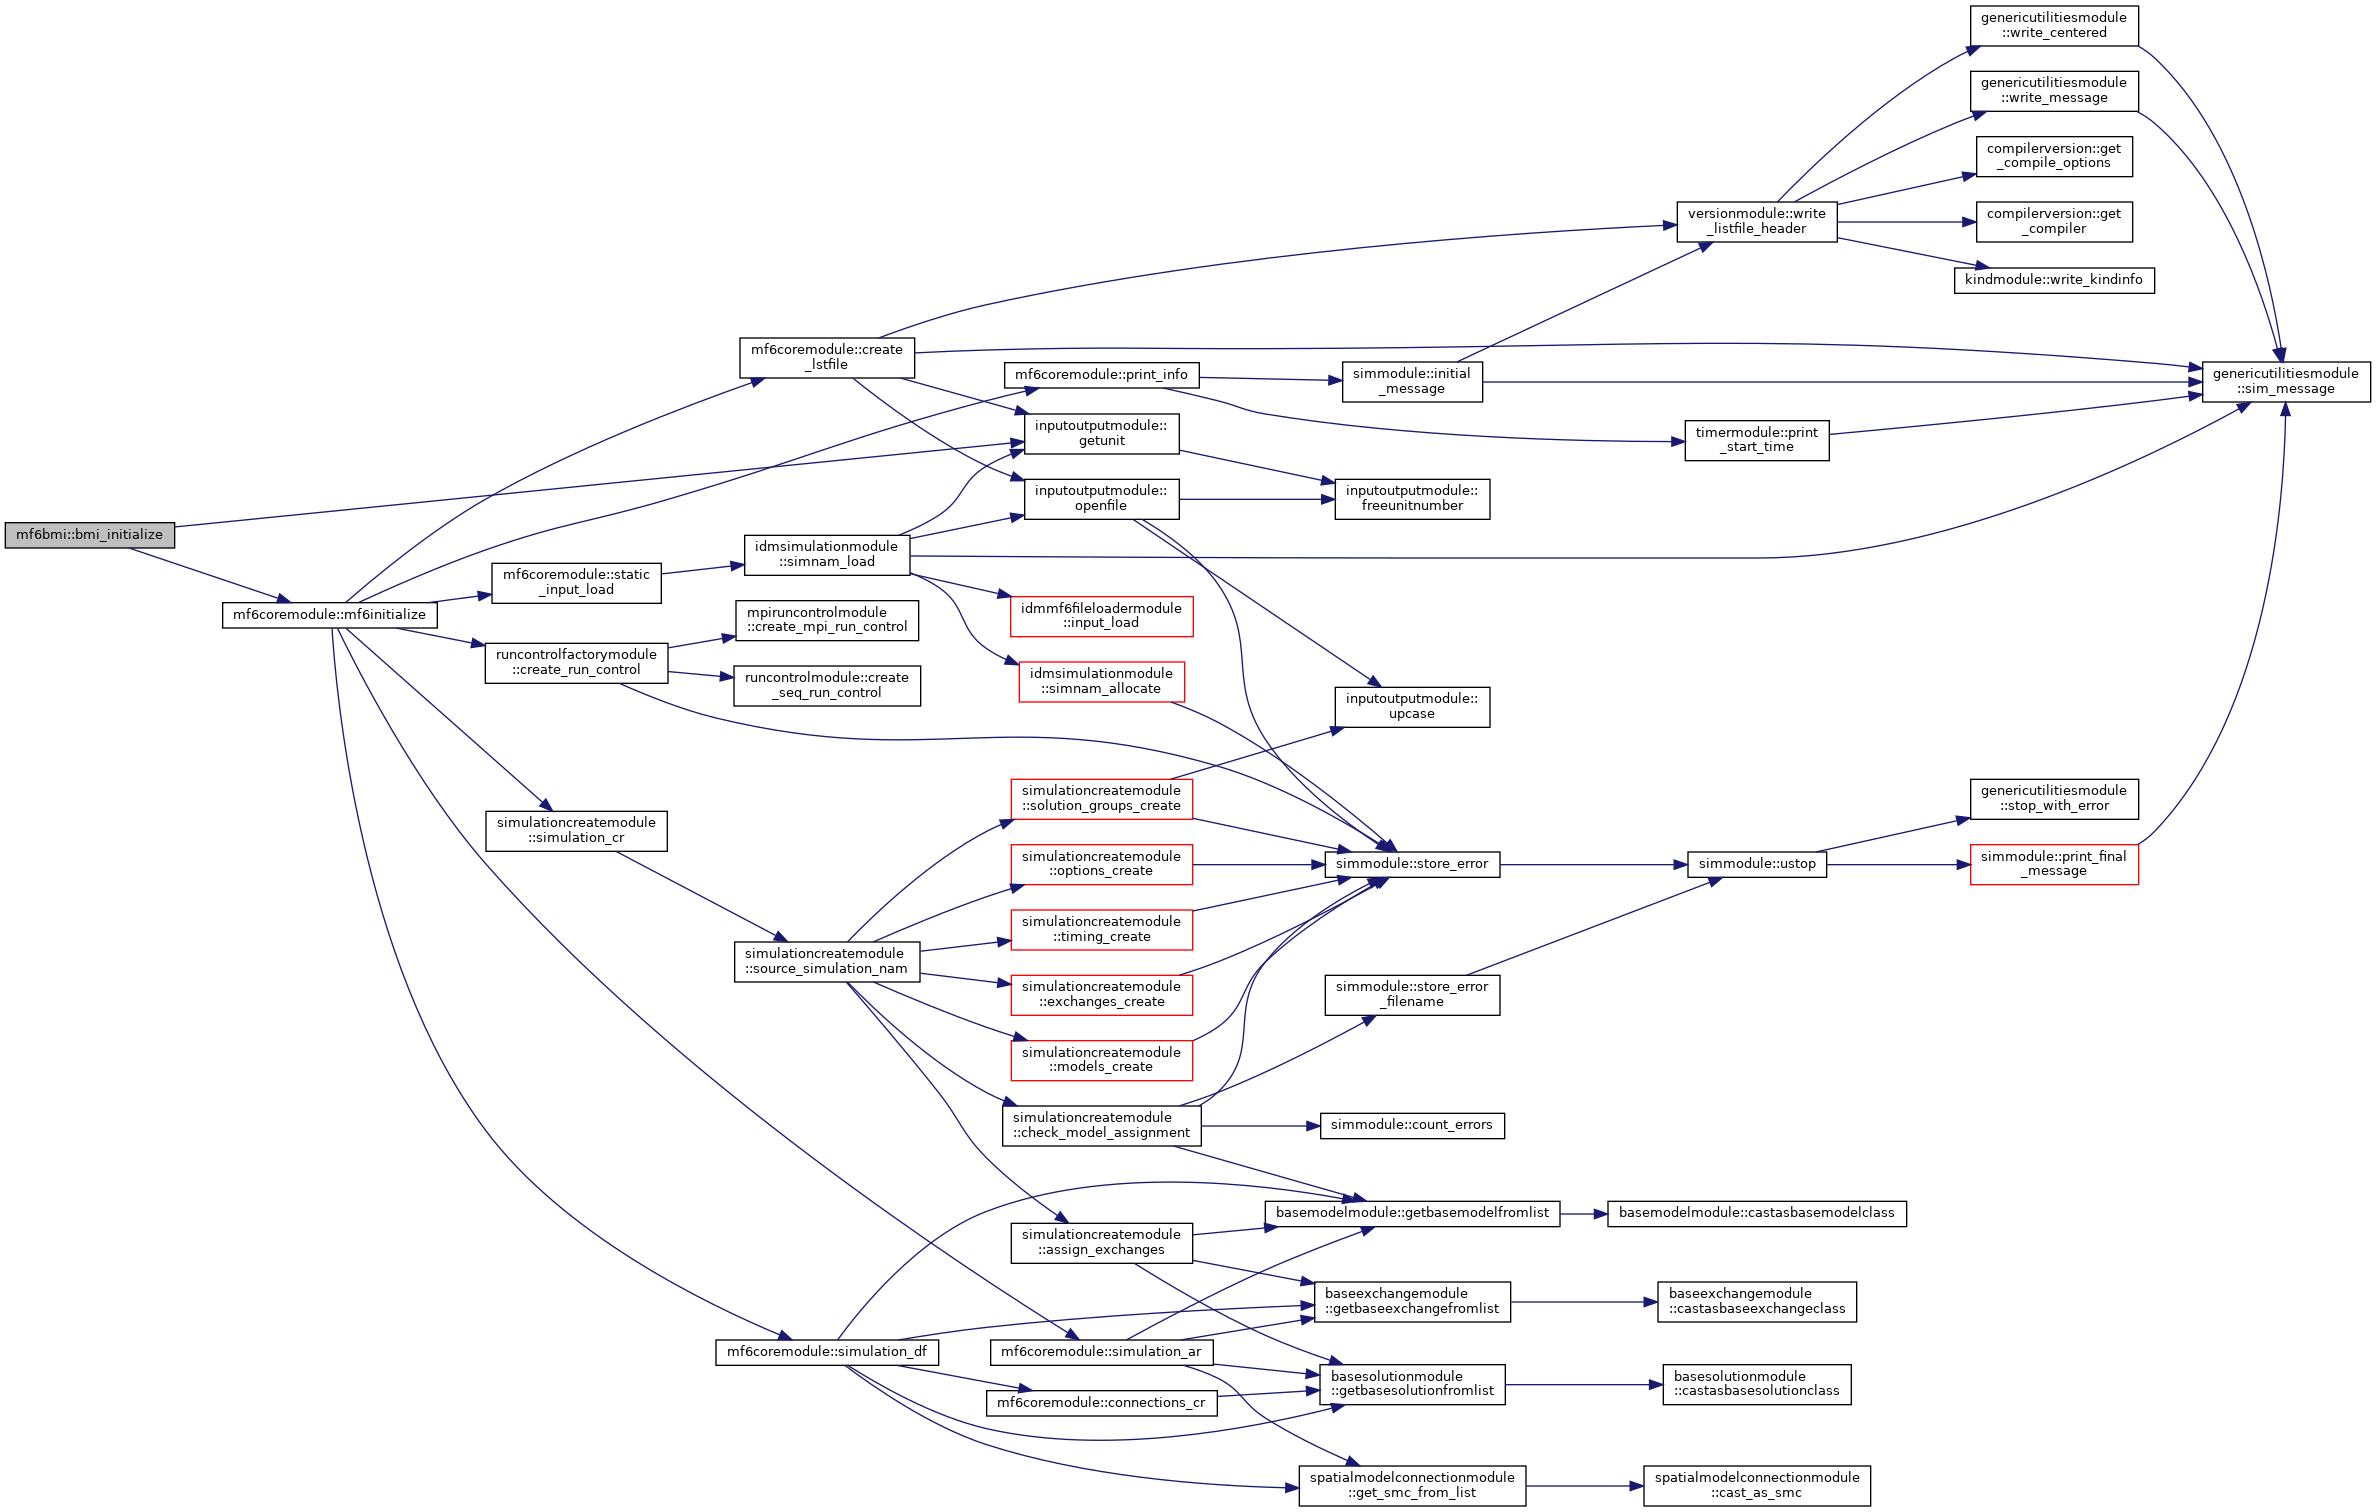 genericutilitiesmodule
::write_centered
genericutilitiesmodule
::write_message
compilerversion::get
_compile_options
versionmodule::write
_listfile_header
compilerversion::get
_compiler
kindmodule::write_kindinfo
mf6coremodule::create
_lstfile
mf6coremodule::print_info
simmodule::initial
_message
genericutilitiesmodule
::sim_message
inputoutputmodule::
getunit
timermodule::print
_start_time
inputoutputmodule::
openfile
inputoutputmodule::
freeunitnumber
mf6bmi::bmi_initialize
idmsimulationmodule
::simnam_load
mf6coremodule::static
_input_load
mf6coremodule::mf6initialize
mpiruncontrolmodule
::create_mpi_run_control
idmmf6fileloadermodule
::input_load
runcontrolfactorymodule
::create_run_control
runcontrolmodule::create
_seq_run_control
idmsimulationmodule
::simnam_allocate
inputoutputmodule::
upcase
simulationcreatemodule
::simulation_cr
simulationcreatemodule
::solution_groups_create
genericutilitiesmodule
::stop_with_error
simulationcreatemodule
::options_create
simmodule::store_error
simmodule::ustop
simmodule::print_final
_message
simulationcreatemodule
::timing_create
simulationcreatemodule
::source_simulation_nam
simulationcreatemodule
::exchanges_create
simmodule::store_error
_filename
simulationcreatemodule
::models_create
simulationcreatemodule
::check_model_assignment
simmodule::count_errors
basemodelmodule::getbasemodelfromlist
basemodelmodule::castasbasemodelclass
simulationcreatemodule
::assign_exchanges
baseexchangemodule
::getbaseexchangefromlist
baseexchangemodule
::castasbaseexchangeclass
mf6coremodule::simulation_df
mf6coremodule::simulation_ar
mf6coremodule::connections_cr
basesolutionmodule
::getbasesolutionfromlist
basesolutionmodule
::castasbasesolutionclass
spatialmodelconnectionmodule
::get_smc_from_list
spatialmodelconnectionmodule
::cast_as_smc